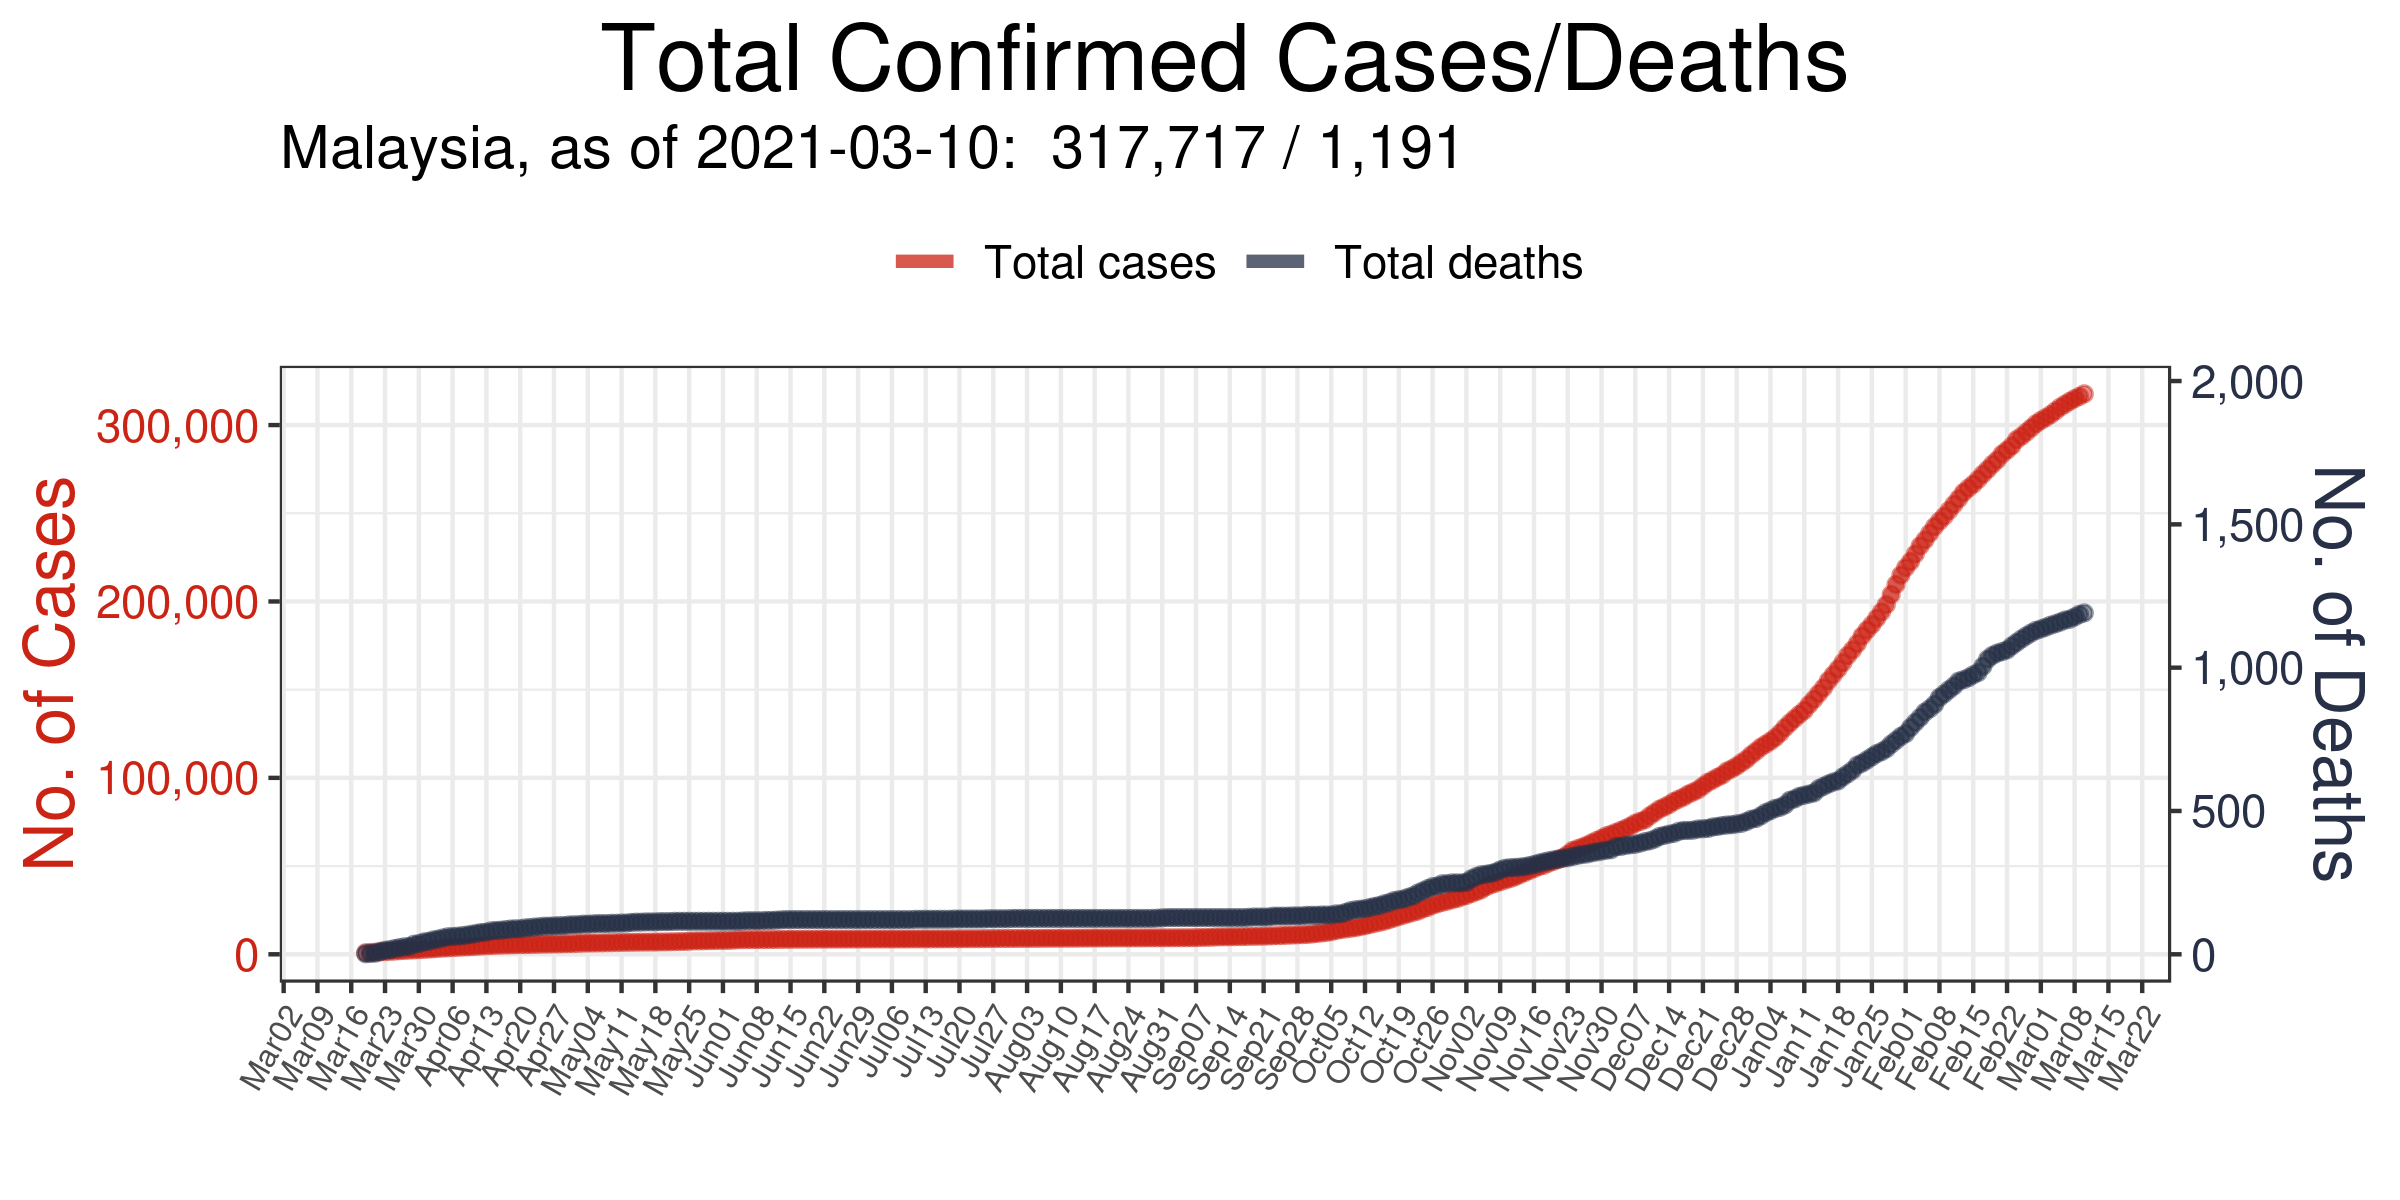 Total Confirmed Cases/Deaths
Malaysia, as of 2021-03-10:  317,717 / 1,191
Total cases
Total deaths
No. of Cases
300,000
200,000
100,000
0
2,000
1,500
1,000
500
0
No. of Deaths
Mar02
Mar09
Mar16
Mar23
Mar30
Apr06
Apr13
Apr20
Apr27
May04
May11
May18
May25
Jun01
Jun08
Jun15
Jun22
Jun29
Jul06
Jul13
Jul20
Jul27
Aug03
Aug10
Aug17
Aug24
Aug31
Sep07
Sep14
Sep21
Sep28
Oct05
Oct12
Oct19
Oct26
Nov02
Nov09
Nov16
Nov23
Nov30
Dec07
Dec14
Dec21
Dec28
Jan04
Jan11
Jan18
Jan25
Feb01
Feb08
Feb15
Feb22
Mar01
Mar08
Mar15
Mar22